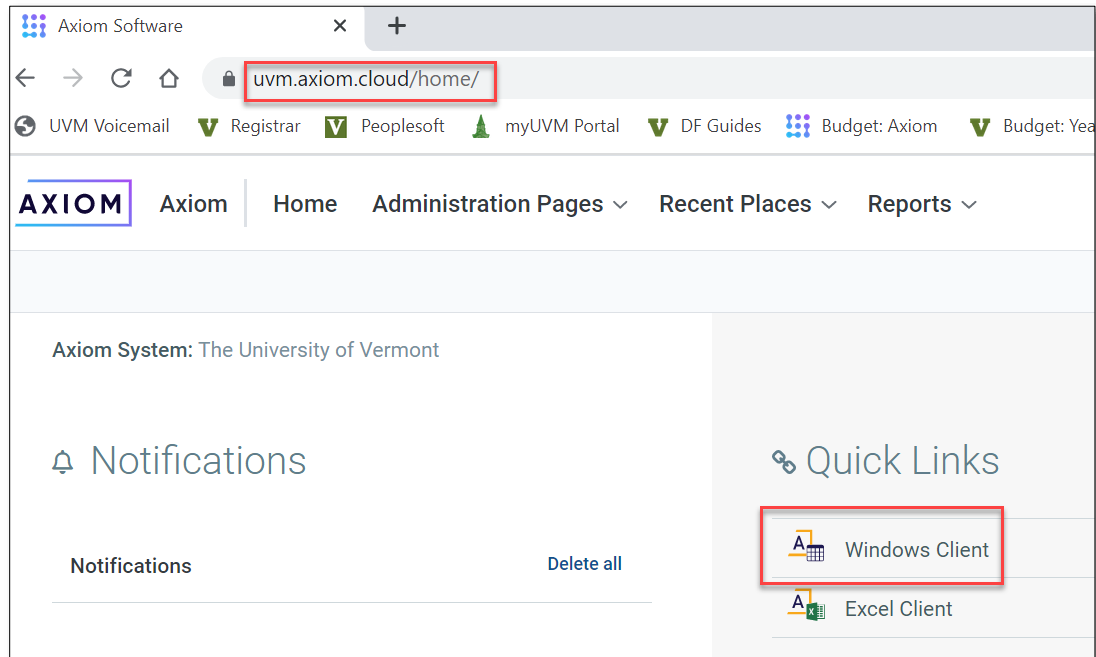 Axiom Software
uvm.axiom.cloud/home/
UVM Voicemail Registrar Peoplesoft myUVM Portal DF Guides Budget: Axiom Budget: Yea
AXIOM Axiom Home Administration Pages Recent Places Reports
Axiom System: The University of Vermont
Notifications
Quick Links
Notifications Delete all
Windows Client
Excel Client